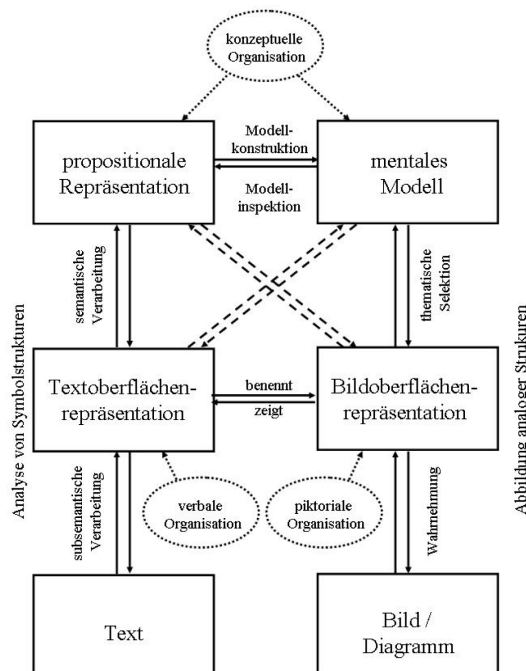 konzeptuelle
Organisation
propositionale
Repräsentation
Modell-
konstruktion
Modell-
inspektion
mentales
Modell
semantische
Verarbeitung
thematische
Selektion
Analyse von Symbolstrukturen
Abbildung analoger Strukuren
Textoberflächen-
repräsentation
benennt
zeigt
Bildoberflächen-
repräsentation
subsemantische
Verarbeitung
verbale
Organisation
piktoriale
Organisation
Wahrnehmung
Text
Bild /
Diagramm